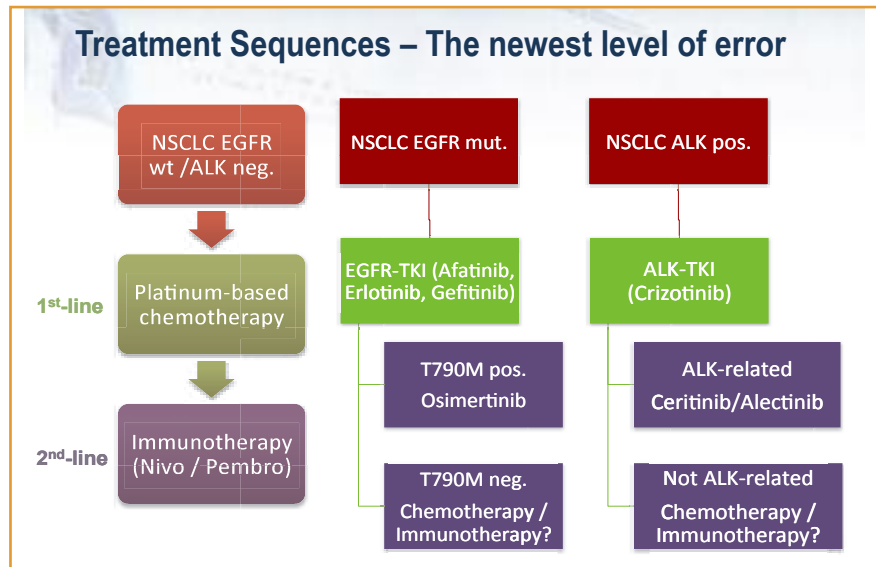 Treatment Sequences – The newest level of error
NSCLC EGFR
wt /ALK neg.
NSCLC EGFR mut.
NSCLC ALK pos.
1st-line
Platinum-based
chemotherapy
EGFR-TKI (Afatinib,
Erlotinib, Gefitinib)
ALK-TKI
(Crizotinib)
2nd-line
Immunotherapy
(Nivo / Pembro)
T790M pos.
Osimertinib
ALK-related
Ceritinib/Alectinib
T790M neg.
Chemotherapy /
Immunotherapy?
Not ALK-related
Chemotherapy /
Immunotherapy?